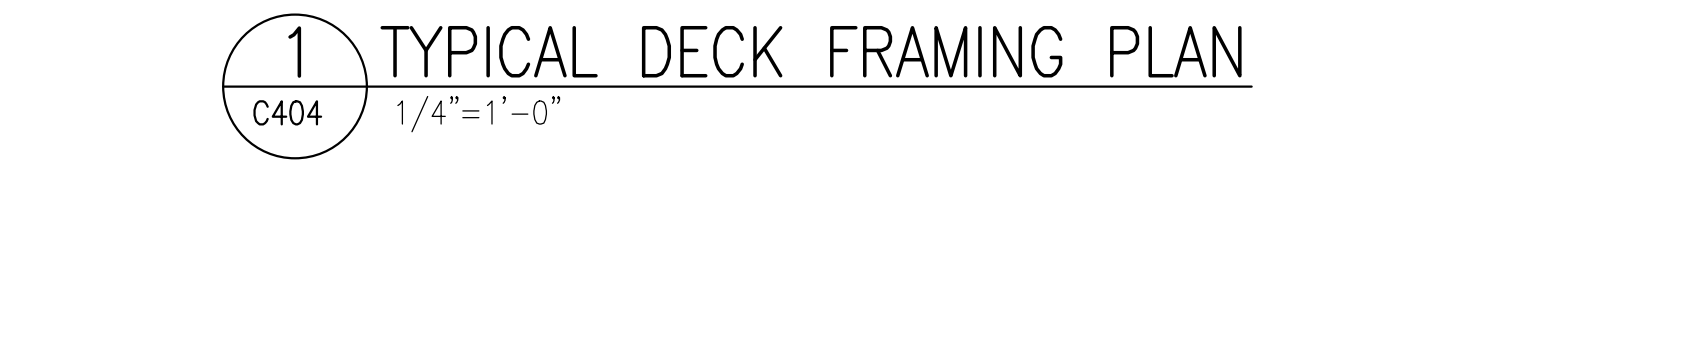 1 TYPICAL DECK FRAMING PLAN
C404 1/4"=1'-0"